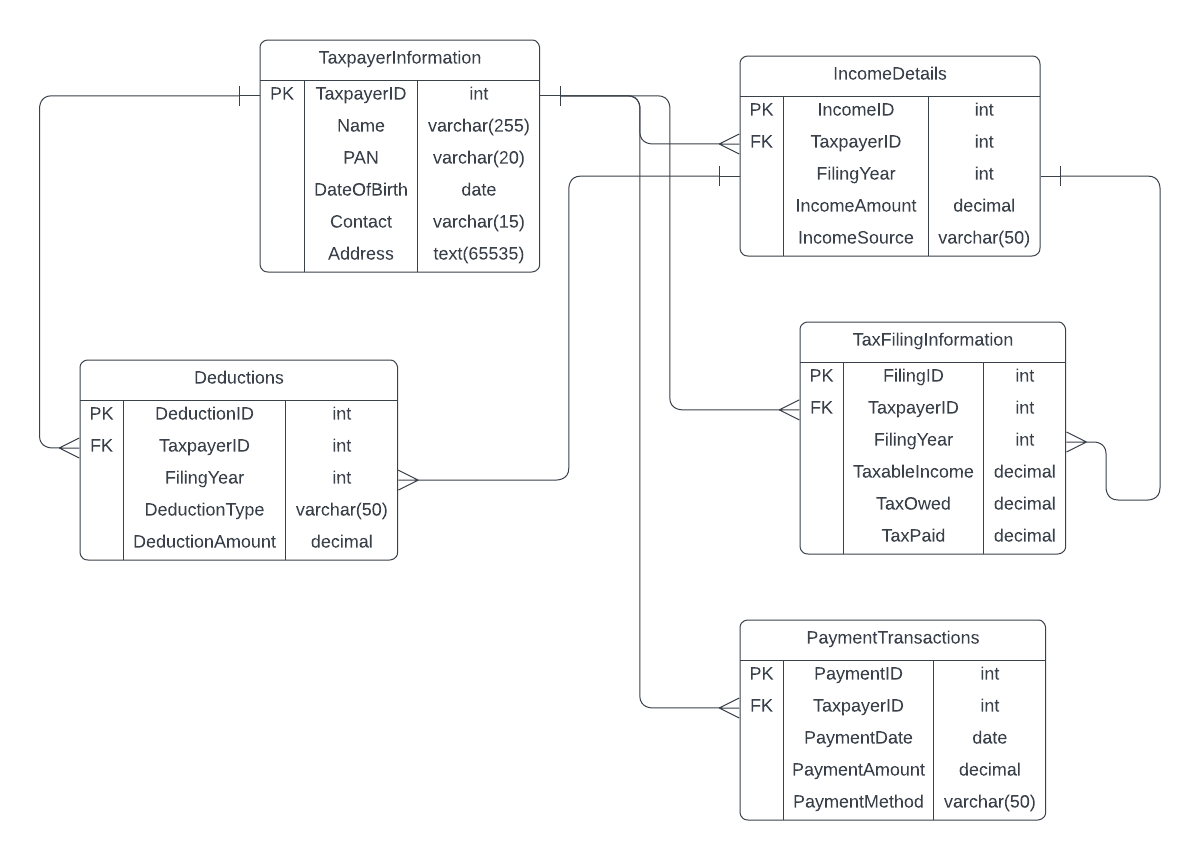 TaxpayerInformation
PK TaxpayerID int
Name varchar(255)
PAN varchar(20)
DateOfBirth date
Contact varchar(15)
Address text(65535)
IncomeDetails
PK IncomeID int
FK TaxpayerID int
FilingYear int
IncomeAmount decimal
IncomeSource varchar(50)
Deductions
PK DeductionID int
FK TaxpayerID int
FilingYear int
DeductionType varchar(50)
DeductionAmount decimal
TaxFilingInformation
PK FilingID int
FK TaxpayerID int
FilingYear int
TaxableIncome decimal
TaxOwed decimal
TaxPaid decimal
PaymentTransactions
PK PaymentID int
FK TaxpayerID int
PaymentDate date
PaymentAmount decimal
PaymentMethod varchar(50)